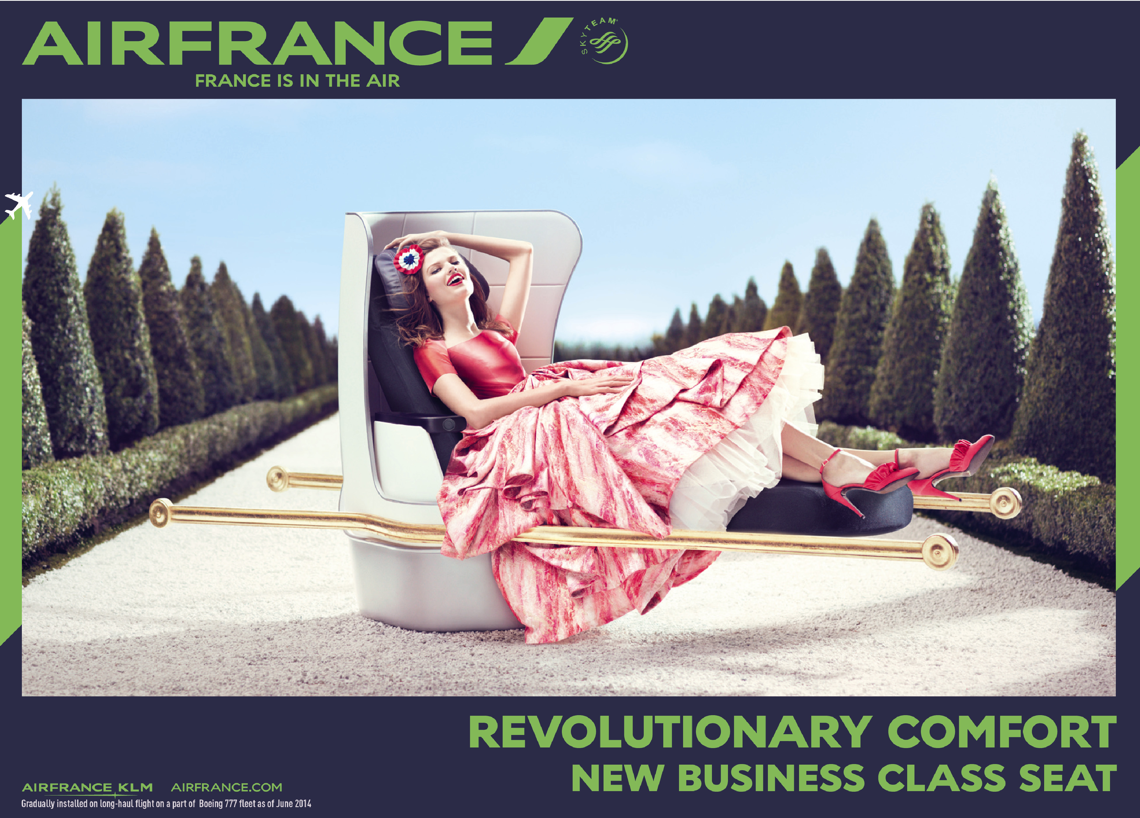 AIRFRANCE
SKYTEAM
FRANCE IS IN THE AIR
REVOLUTIONARY COMFORT
NEW BUSINESS CLASS SEAT
AIRFRANCE KLM AIRFRANCE.COM
Gradually installed on long-haul flight on a part of Boeing 777 fleet as of June 2014